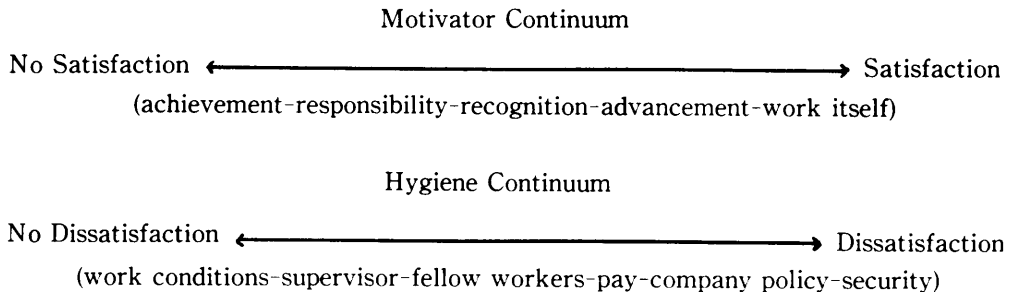 Motivator Continuum
No Satisfaction Satisfaction
(achievement-responsibility-recognition-advancement-work itself)
Hygiene Continuum
No Dissatisfaction Dissatisfaction
(work conditions-supervisor-fellow workers-pay-company policy-security)